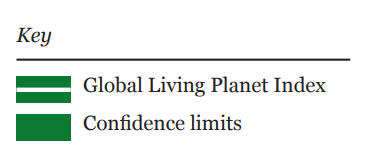 Key
Global Living Planet Index
Confidence limits